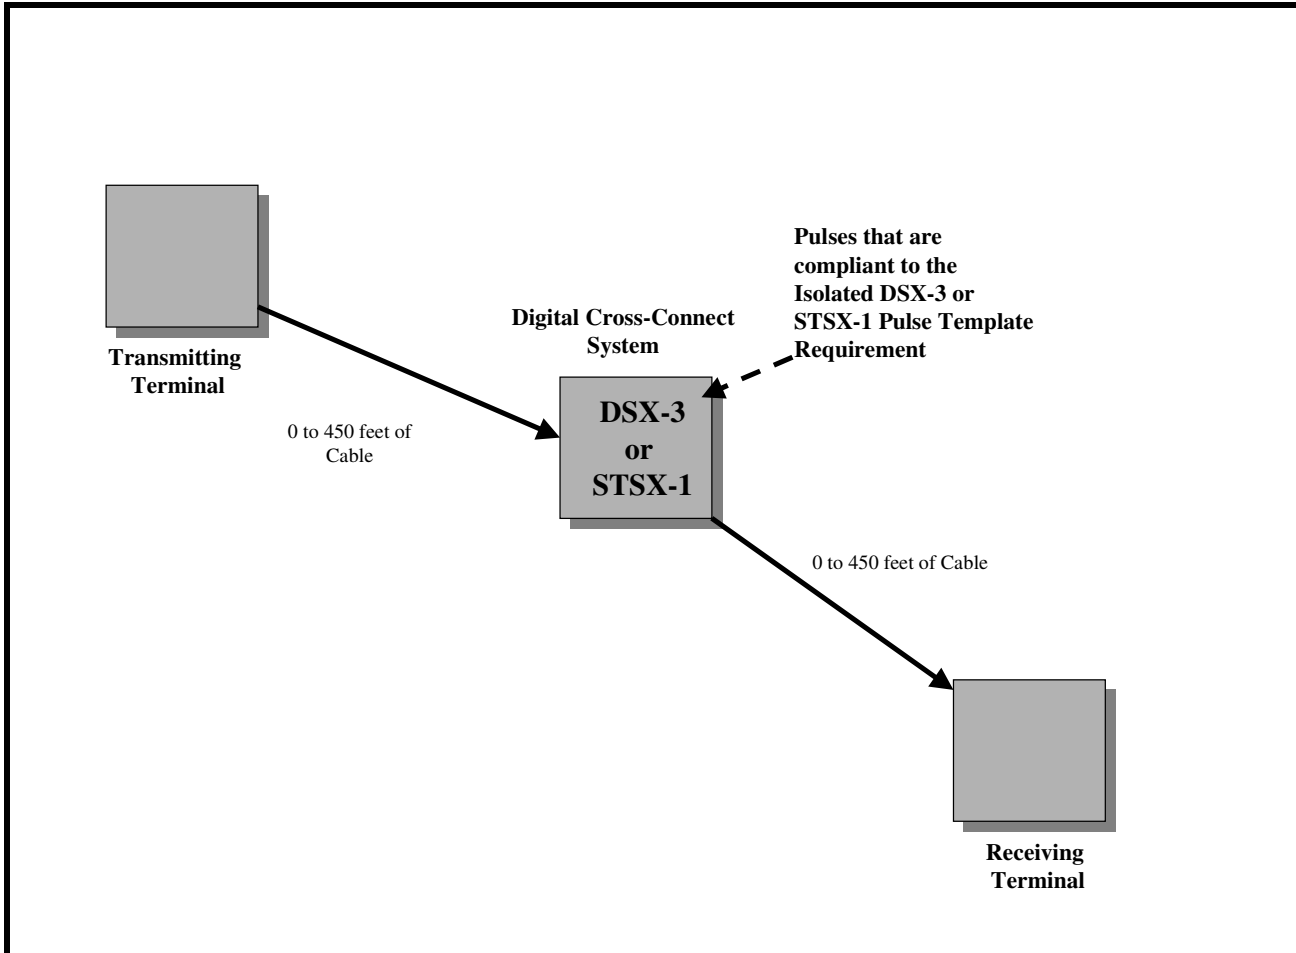 Transmitting
Terminal
0 to 450 feet of
Cable
Digital Cross-Connect
System
DSX-3
or
STSX-1
Pulses that are
compliant to the
Isolated DSX-3 or
STSX-1 Pulse Template
Requirement
0 to 450 feet of Cable
Receiving
Terminal